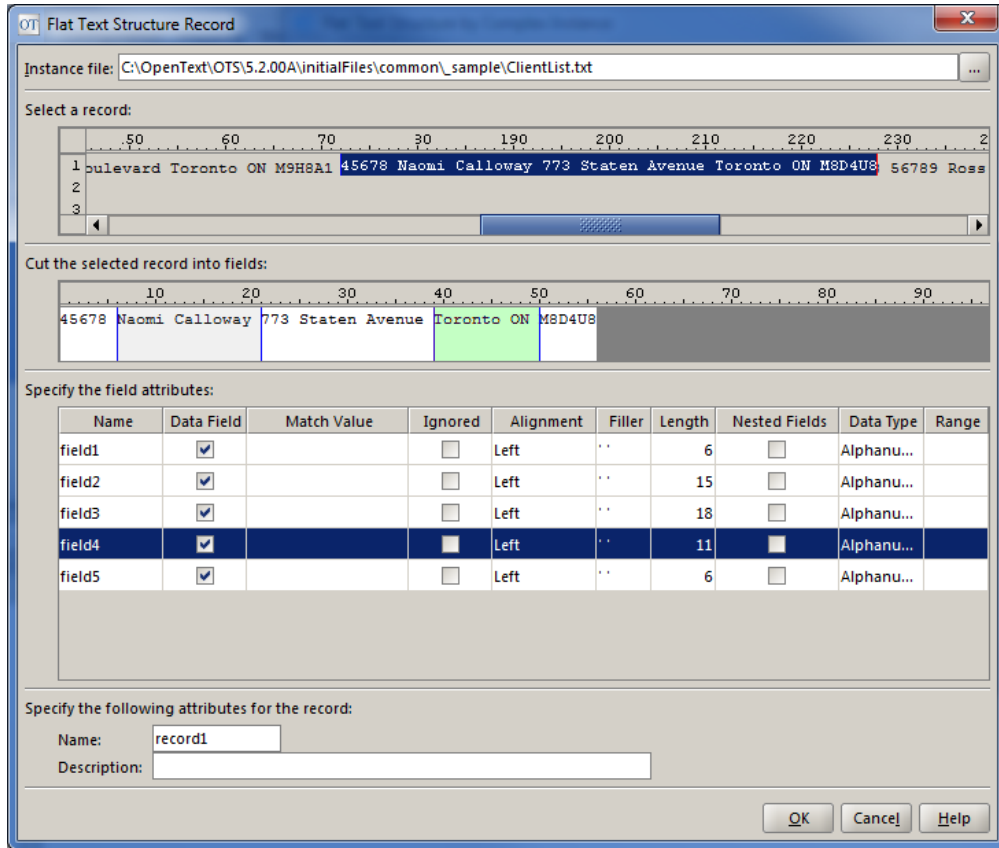 OT Flat Text Structure Record
Instance file: C:\OpenText\OTS\5.2.00A\initialFiles\common\_sample\ClientList.txt ...
Select a record:
.50 60 70 30 190 200 210 220 230 2
1 oulevard Toronto ON M9H8A1 45678 Naomi Calloway 773 Staten Avenue Toronto ON M8D4U8 56789 Ross
2
3
Cut the selected record into fields:
10 20 30 40 50 60 70 80 90
45678 Naomi Calloway 773 Staten Avenue Toronto ON M8D4U8
Specify the field attributes:
Name Data Field Match Value Ignored Alignment Filler Length Nested Fields Data Type Range
field1 Left ' ' 6 Alphanu...
field2 Left ' ' 15 Alphanu...
field3 Left ' ' 18 Alphanu...
field4 Left ' ' 11 Alphanu...
field5 Left ' ' 6 Alphanu...
Specify the following attributes for the record:
Name: record1
Description:
OK Cancel Help